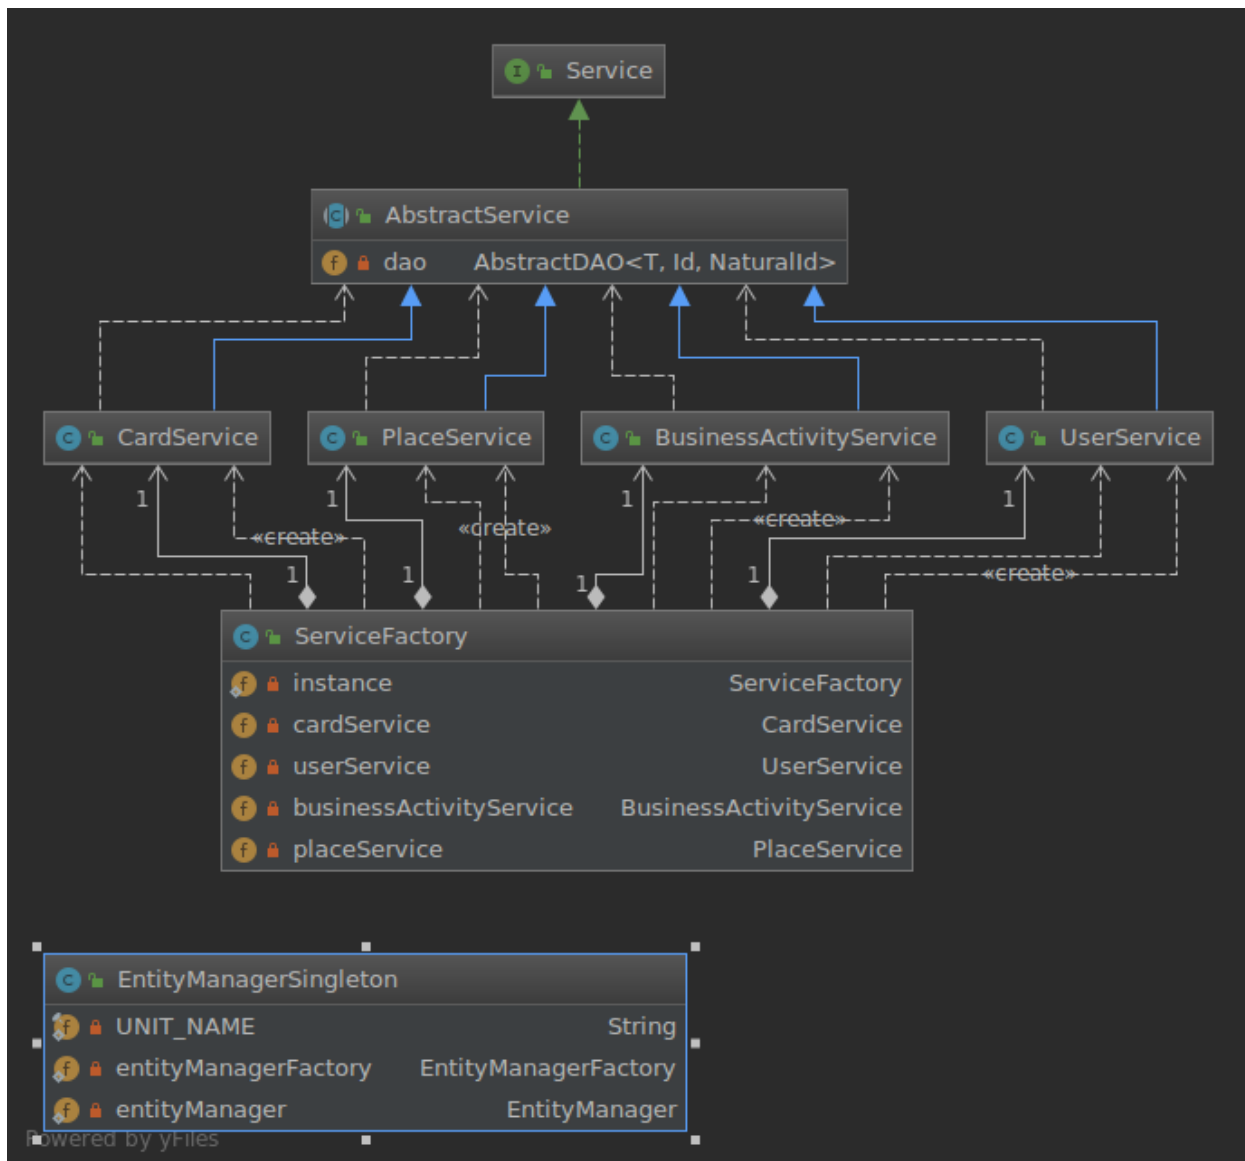 Service
AbstractService
dao AbstractDAO<T, Id, NaturalId>
CardService PlaceService BusinessActivityService UserService
1 1 1 1
«create» «create» «create»
«create»
1 1 1 1
ServiceFactory
instance ServiceFactory
cardService CardService
userService UserService
businessActivityService BusinessActivityService
placeService PlaceService
EntityManagerSingleton
UNIT_NAME String
entityManagerFactory EntityManagerFactory
entityManager EntityManager
Powered by yFiles